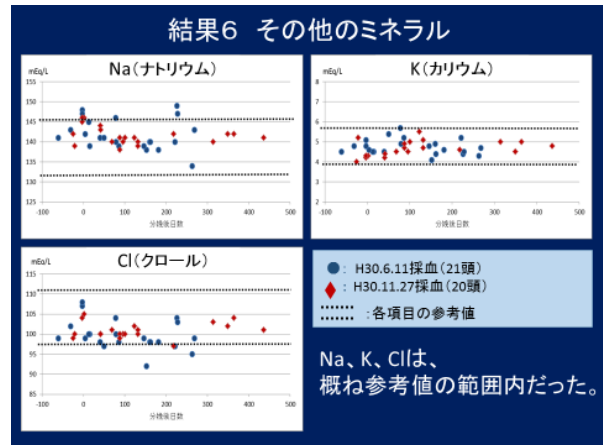 結果6 その他のミネラル
Na(ナトリウム)
mEq/L
155
150
145
140
135
130
125
-100 0 100 200 300 400 500
分娩後日数
K(カリウム)
mEq/L
8
7
6
5
4
3
2
-100 0 100 200 300 400 500
分娩後日数
Cl(クロール)
mEq/L
115
110
105
100
95
90
85
-100 0 100 200 300 400 500
分娩後日数
: H30.6.11採血(21頭)
: H30.11.27採血(20頭)
:各項目の参考値
Na、K、Clは、
概ね参考値の範囲内だった。